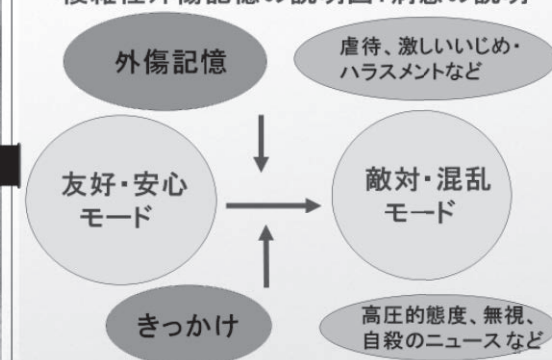 複雑性外傷記憶の説明図:病態の説明
外傷記憶
虐待、激しいいじめ・
ハラスメントなど
友好・安心
モード
敵対・混乱
モード
きっかけ
高圧的態度、無視、
自殺のニュースなど